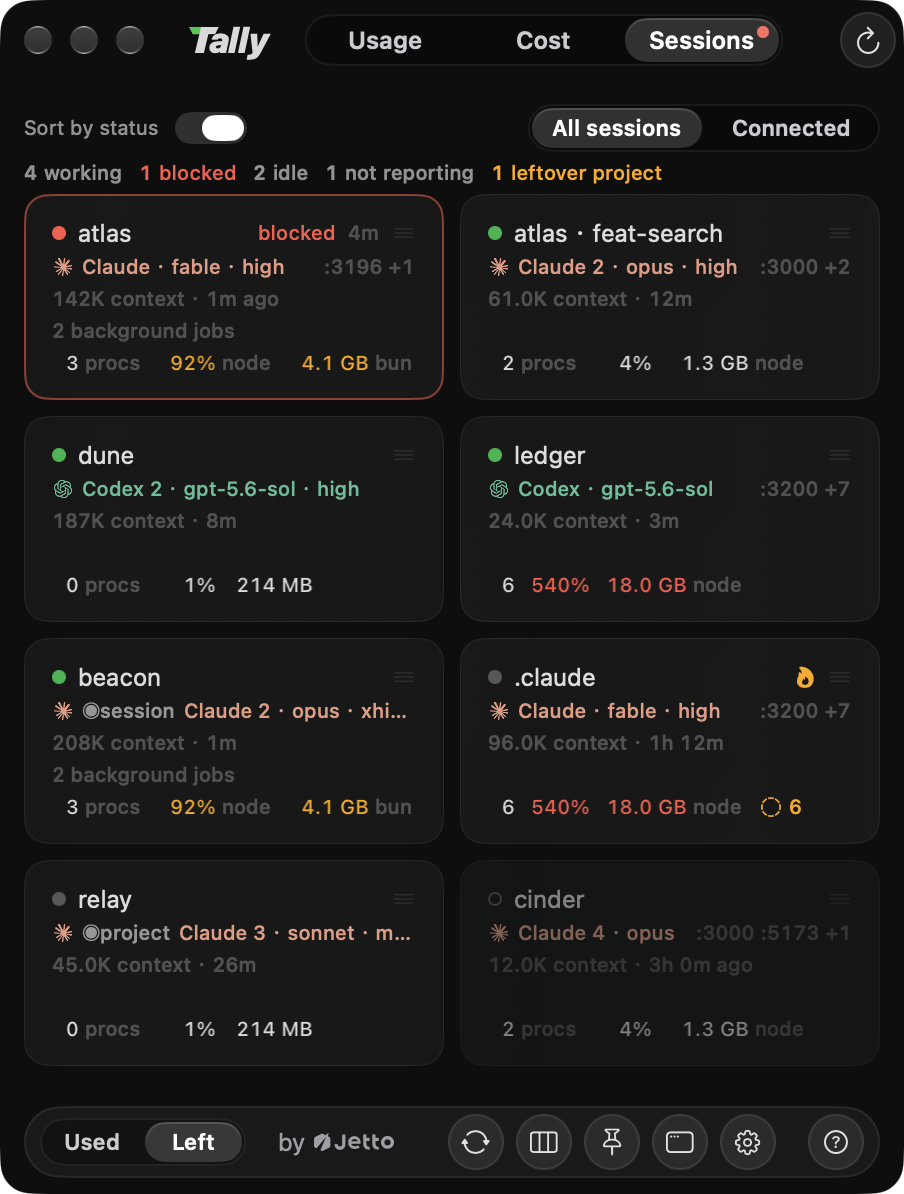 Tally Usage Cost Sessions
Sort by status All sessions Connected
4 working 1 blocked 2 idle 1 not reporting 1 leftover project
atlas blocked 4m
Claude · fable · high :3196 +1
142K context · 1m ago
2 background jobs
3 procs 92% node 4.1 GB bun
atlas · feat-search
Claude 2 · opus · high :3000 +2
61.0K context · 12m
2 procs 4% 1.3 GB node
dune
Codex 2 · gpt-5.6-sol · high
187K context · 8m
0 procs 1% 214 MB
ledger
Codex · gpt-5.6-sol :3200 +7
24.0K context · 3m
6 540% 18.0 GB node
beacon
◉session Claude 2 · opus · xhi...
208K context · 1m
2 background jobs
3 procs 92% node 4.1 GB bun
.claude
Claude · fable · high :3200 +7
96.0K context · 1h 12m
6 540% 18.0 GB node 6
relay
◉project Claude 3 · sonnet · m...
45.0K context · 26m
0 procs 1% 214 MB
cinder
Claude 4 · opus :3000 :5173 +1
12.0K context · 3h 0m ago
2 procs 4% 1.3 GB node
Used Left by Jetto ?